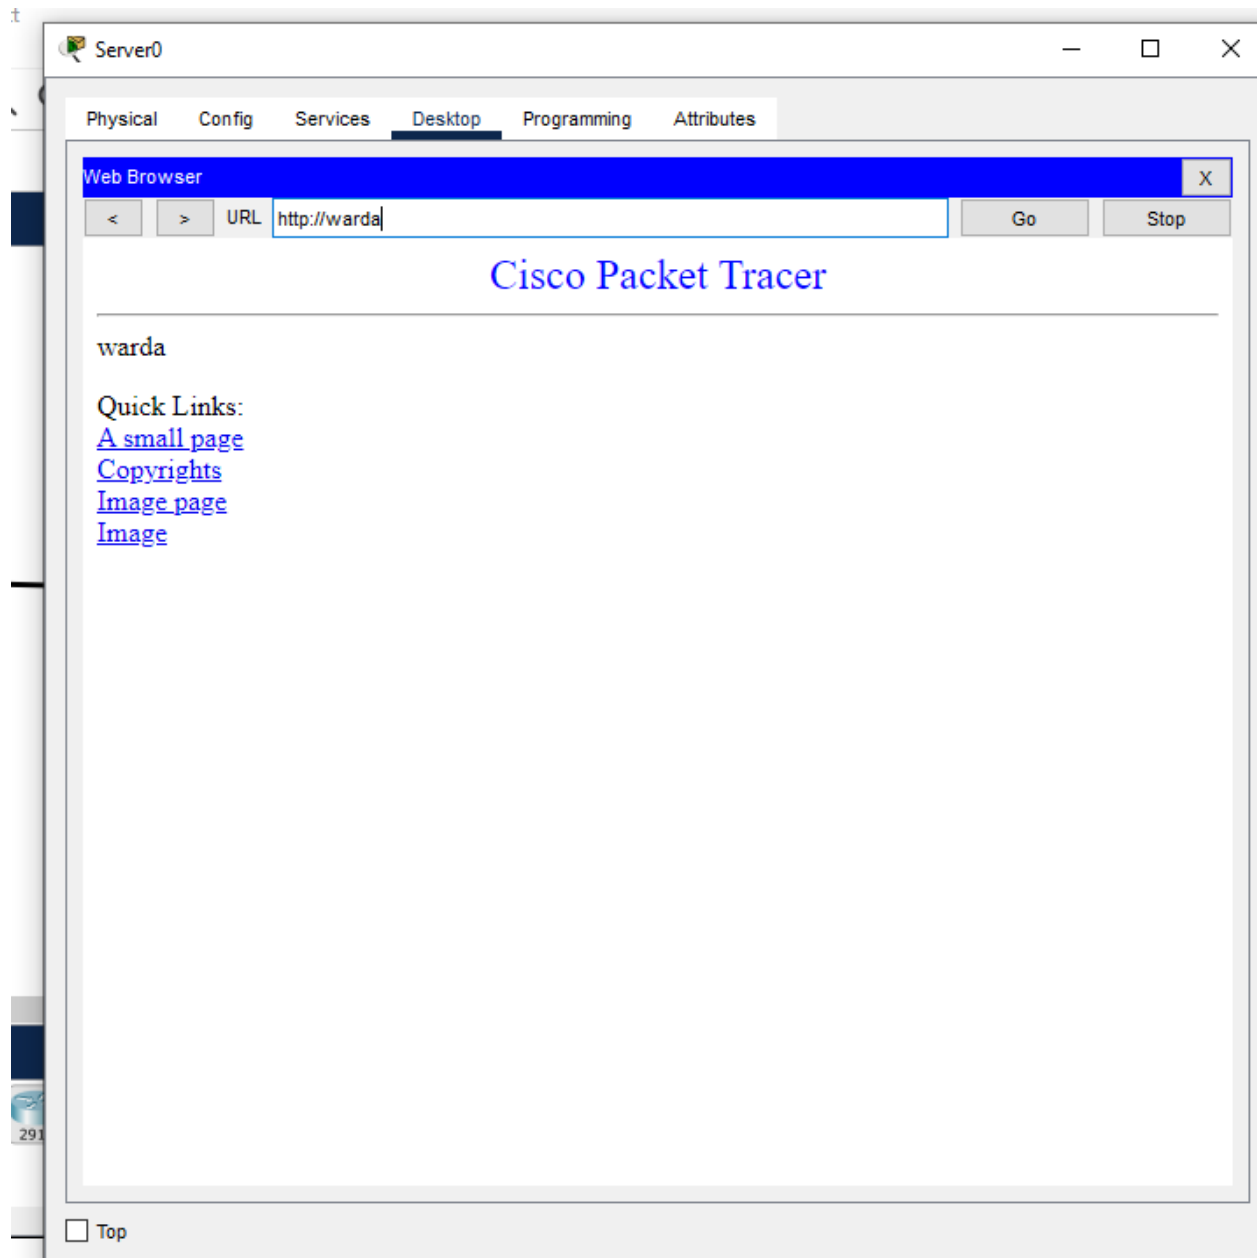 Server0
Physical Config Services Desktop Programming Attributes
Web Browser X
< > URL http://warda Go Stop
Cisco Packet Tracer
warda
Quick Links:
A small page
Copyrights
Image page
Image
291
Top